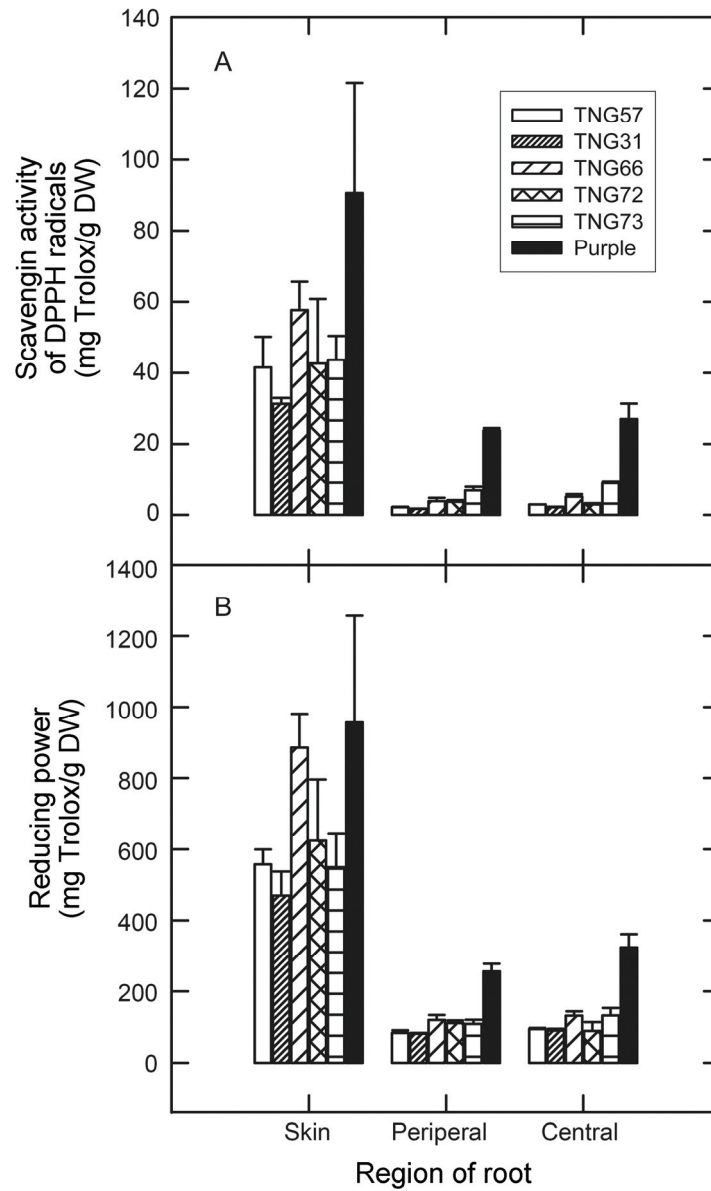 A
140
120
100
80
60
40
20
0
Scavengin activity
of DPPH radicals
(mg Trolox/g DW)
TNG57
TNG31
TNG66
TNG72
TNG73
Purple
B
1400
1200
1000
800
600
400
200
0
Reducing power
(mg Trolox/g DW)
Skin Periperal Central
Region of root